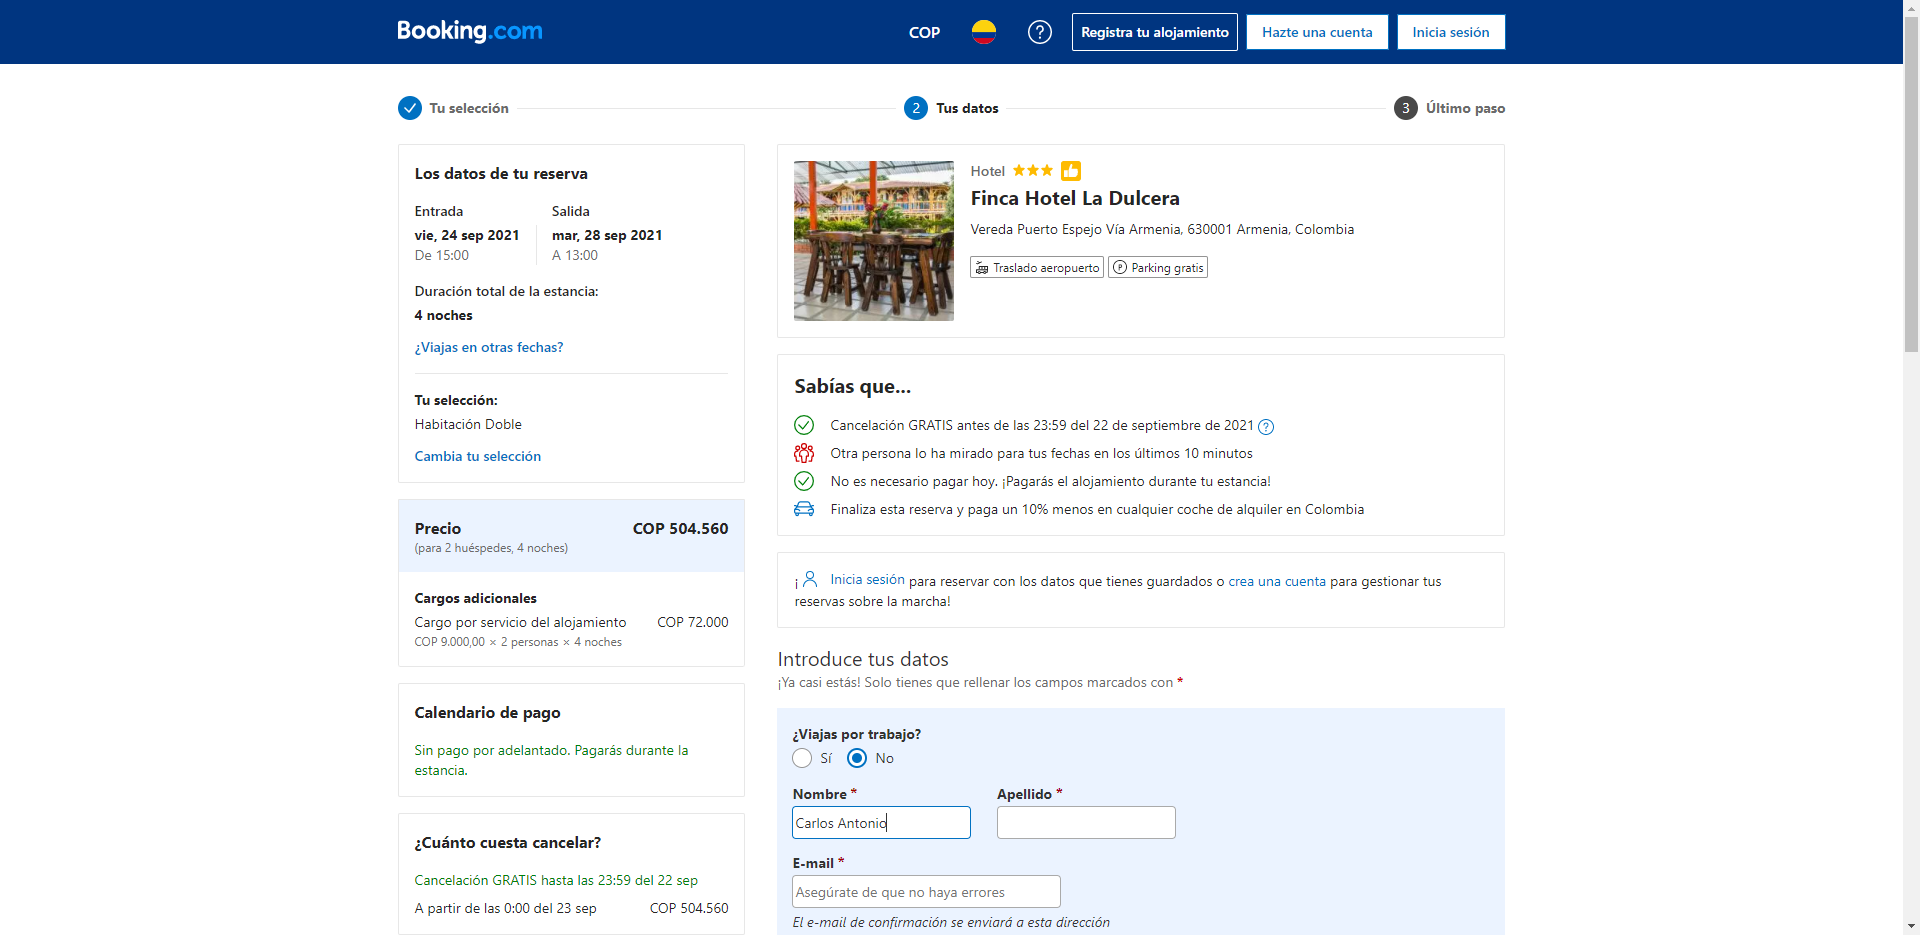 Booking.com
COP
Registra tu alojamiento
Hazte una cuenta
Inicia sesión
Tu selección
2 Tus datos
3 Último paso
Los datos de tu reserva
Entrada
vie, 24 sep 2021
De 15:00
Salida
mar, 28 sep 2021
A 13:00
Duración total de la estancia:
4 noches
¿Viajas en otras fechas?
Tu selección:
Habitación Doble
Cambia tu selección
Precio COP 504.560
(para 2 huéspedes, 4 noches)
Cargos adicionales
Cargo por servicio del alojamiento COP 72.000
COP 9.000,00 × 2 personas × 4 noches
Calendario de pago
Sin pago por adelantado. Pagarás durante la
estancia.
¿Cuánto cuesta cancelar?
Cancelación GRATIS hasta las 23:59 del 22 sep
A partir de las 0:00 del 23 sep COP 504.560
Hotel
Finca Hotel La Dulcera
Vereda Puerto Espejo Vía Armenia, 630001 Armenia, Colombia
Traslado aeropuerto
Parking gratis
Sabías que...
Cancelación GRATIS antes de las 23:59 del 22 de septiembre de 2021
Otra persona lo ha mirado para tus fechas en los últimos 10 minutos
No es necesario pagar hoy. ¡Pagarás el alojamiento durante tu estancia!
Finaliza esta reserva y paga un 10% menos en cualquier coche de alquiler en Colombia
¡ Inicia sesión para reservar con los datos que tienes guardados o crea una cuenta para gestionar tus
reservas sobre la marcha!
Introduce tus datos
¡Ya casi estás! Solo tienes que rellenar los campos marcados con *
¿Viajas por trabajo?
Sí
No
Nombre *
Carlos Antonio
Apellido *
E-mail *
Asegúrate de que no haya errores
El e-mail de confirmación se enviará a esta dirección